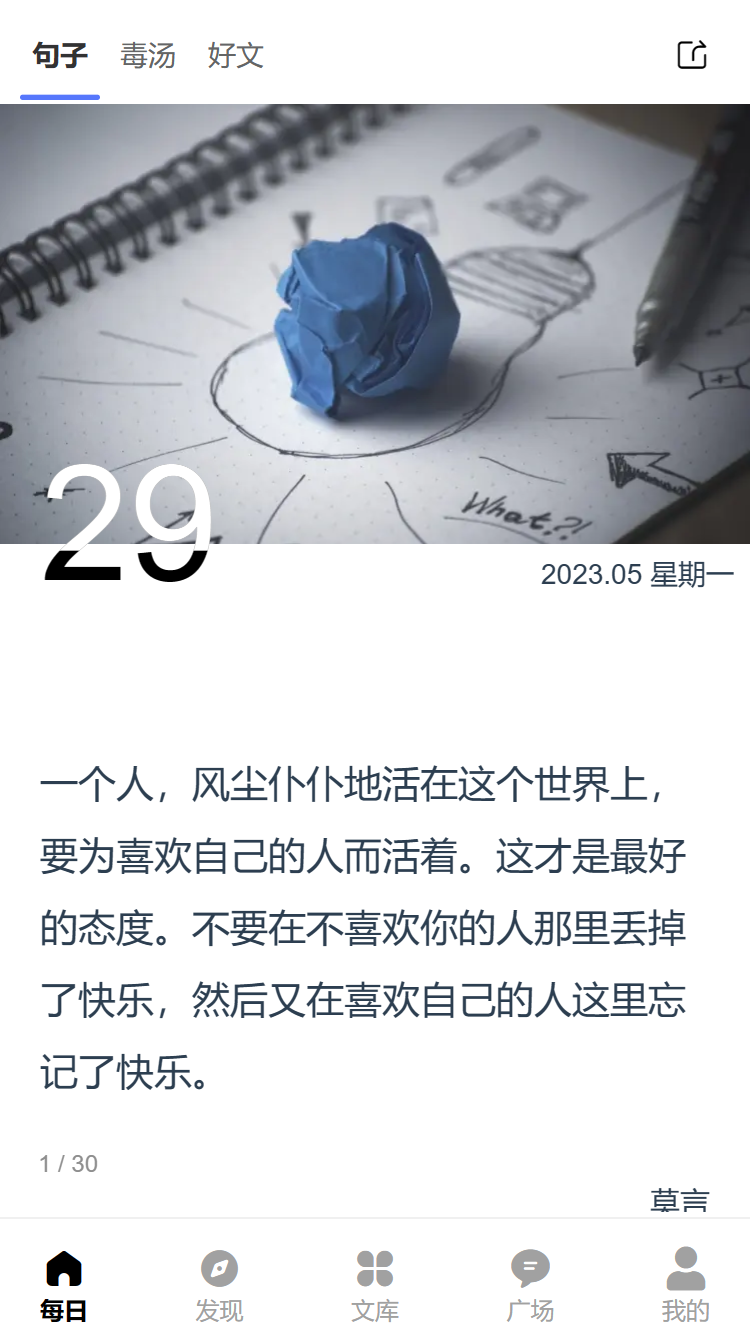 句子 毒汤 好文
What?!
29
2023.05 星期一
一个人，风尘仆仆地活在这个世界上，
要为喜欢自己的人而活着。这才是最好
的态度。不要在不喜欢你的人那里丢掉
了快乐，然后又在喜欢自己的人这里忘
记了快乐。
1 / 30
莫言
每日 发现 文库 广场 我的